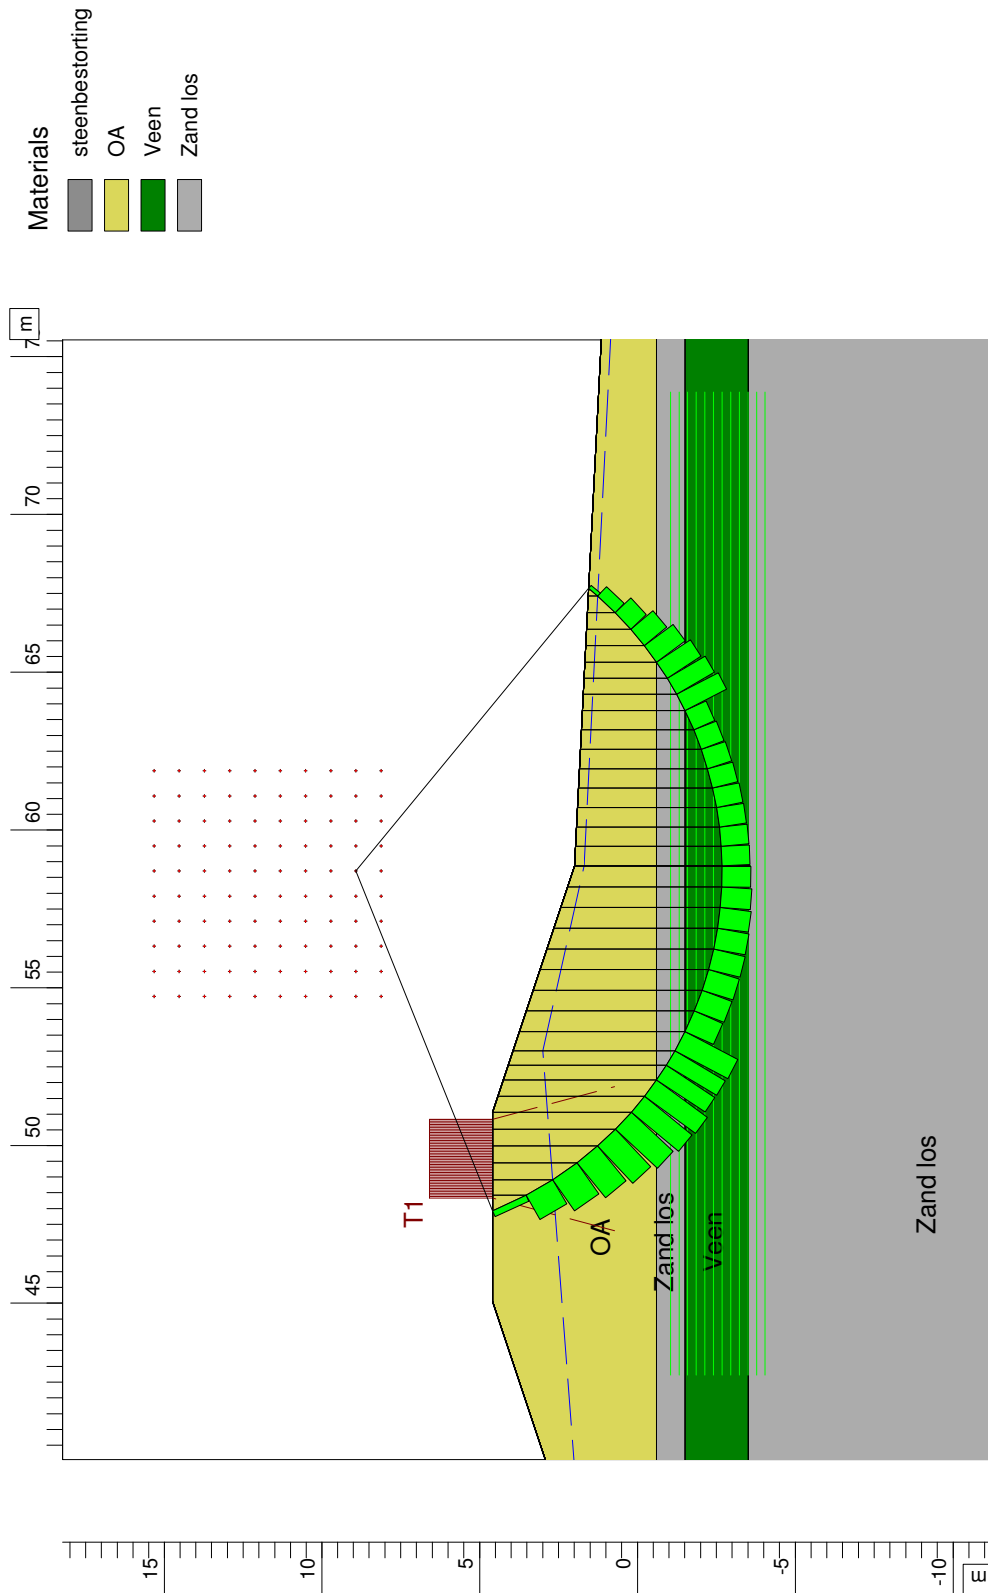 Materials
steenbestorting
OA
Veen
Zand los
m
45
50
55
60
65
70
T1
OA
Zand los
Veen
Zand los
15
10
5
0
-5
-10
m